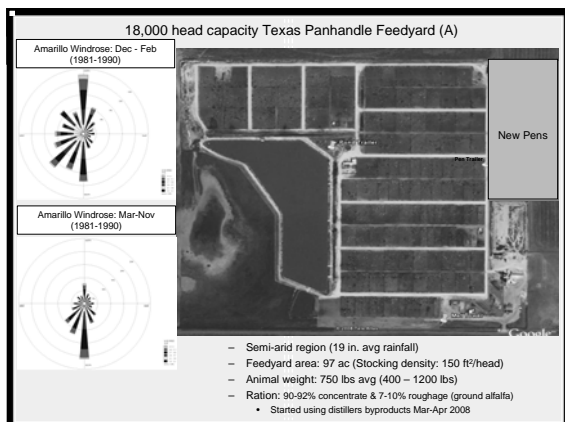 18,000 head capacity Texas Panhandle Feedyard (A)
Amarillo Windrose: Dec - Feb
(1981-1990)
New Pens
Pen Trailer
Amarillo Windrose: Mar-Nov
(1981-1990)
Google
– Semi-arid region (19 in. avg rainfall)
– Feedyard area: 97 ac (Stocking density: 150 ft²/head)
– Animal weight: 750 lbs avg (400 – 1200 lbs)
– Ration: 90-92% concentrate & 7-10% roughage (ground alfalfa)
• Started using distillers byproducts Mar-Apr 2008